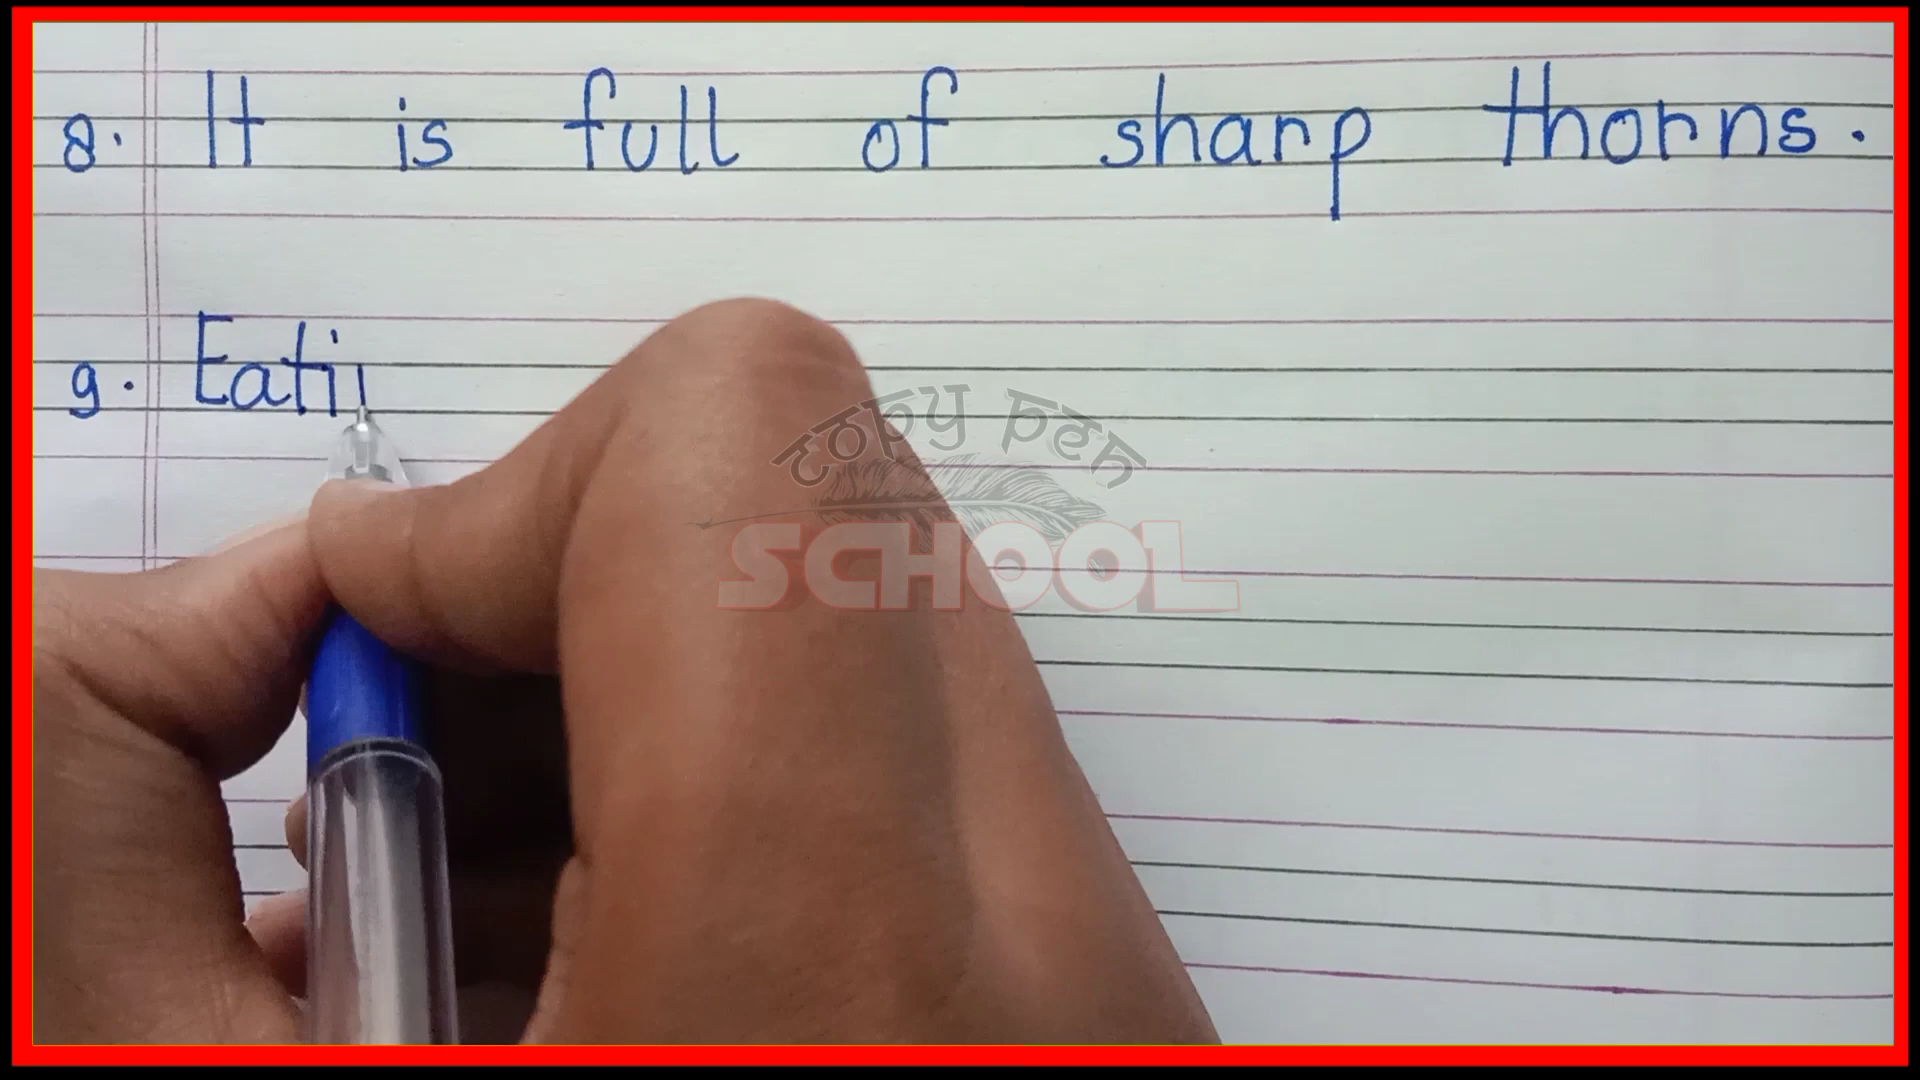 8. It is full of sharp thorns.
9. Eati
copy pen
SCHOOL